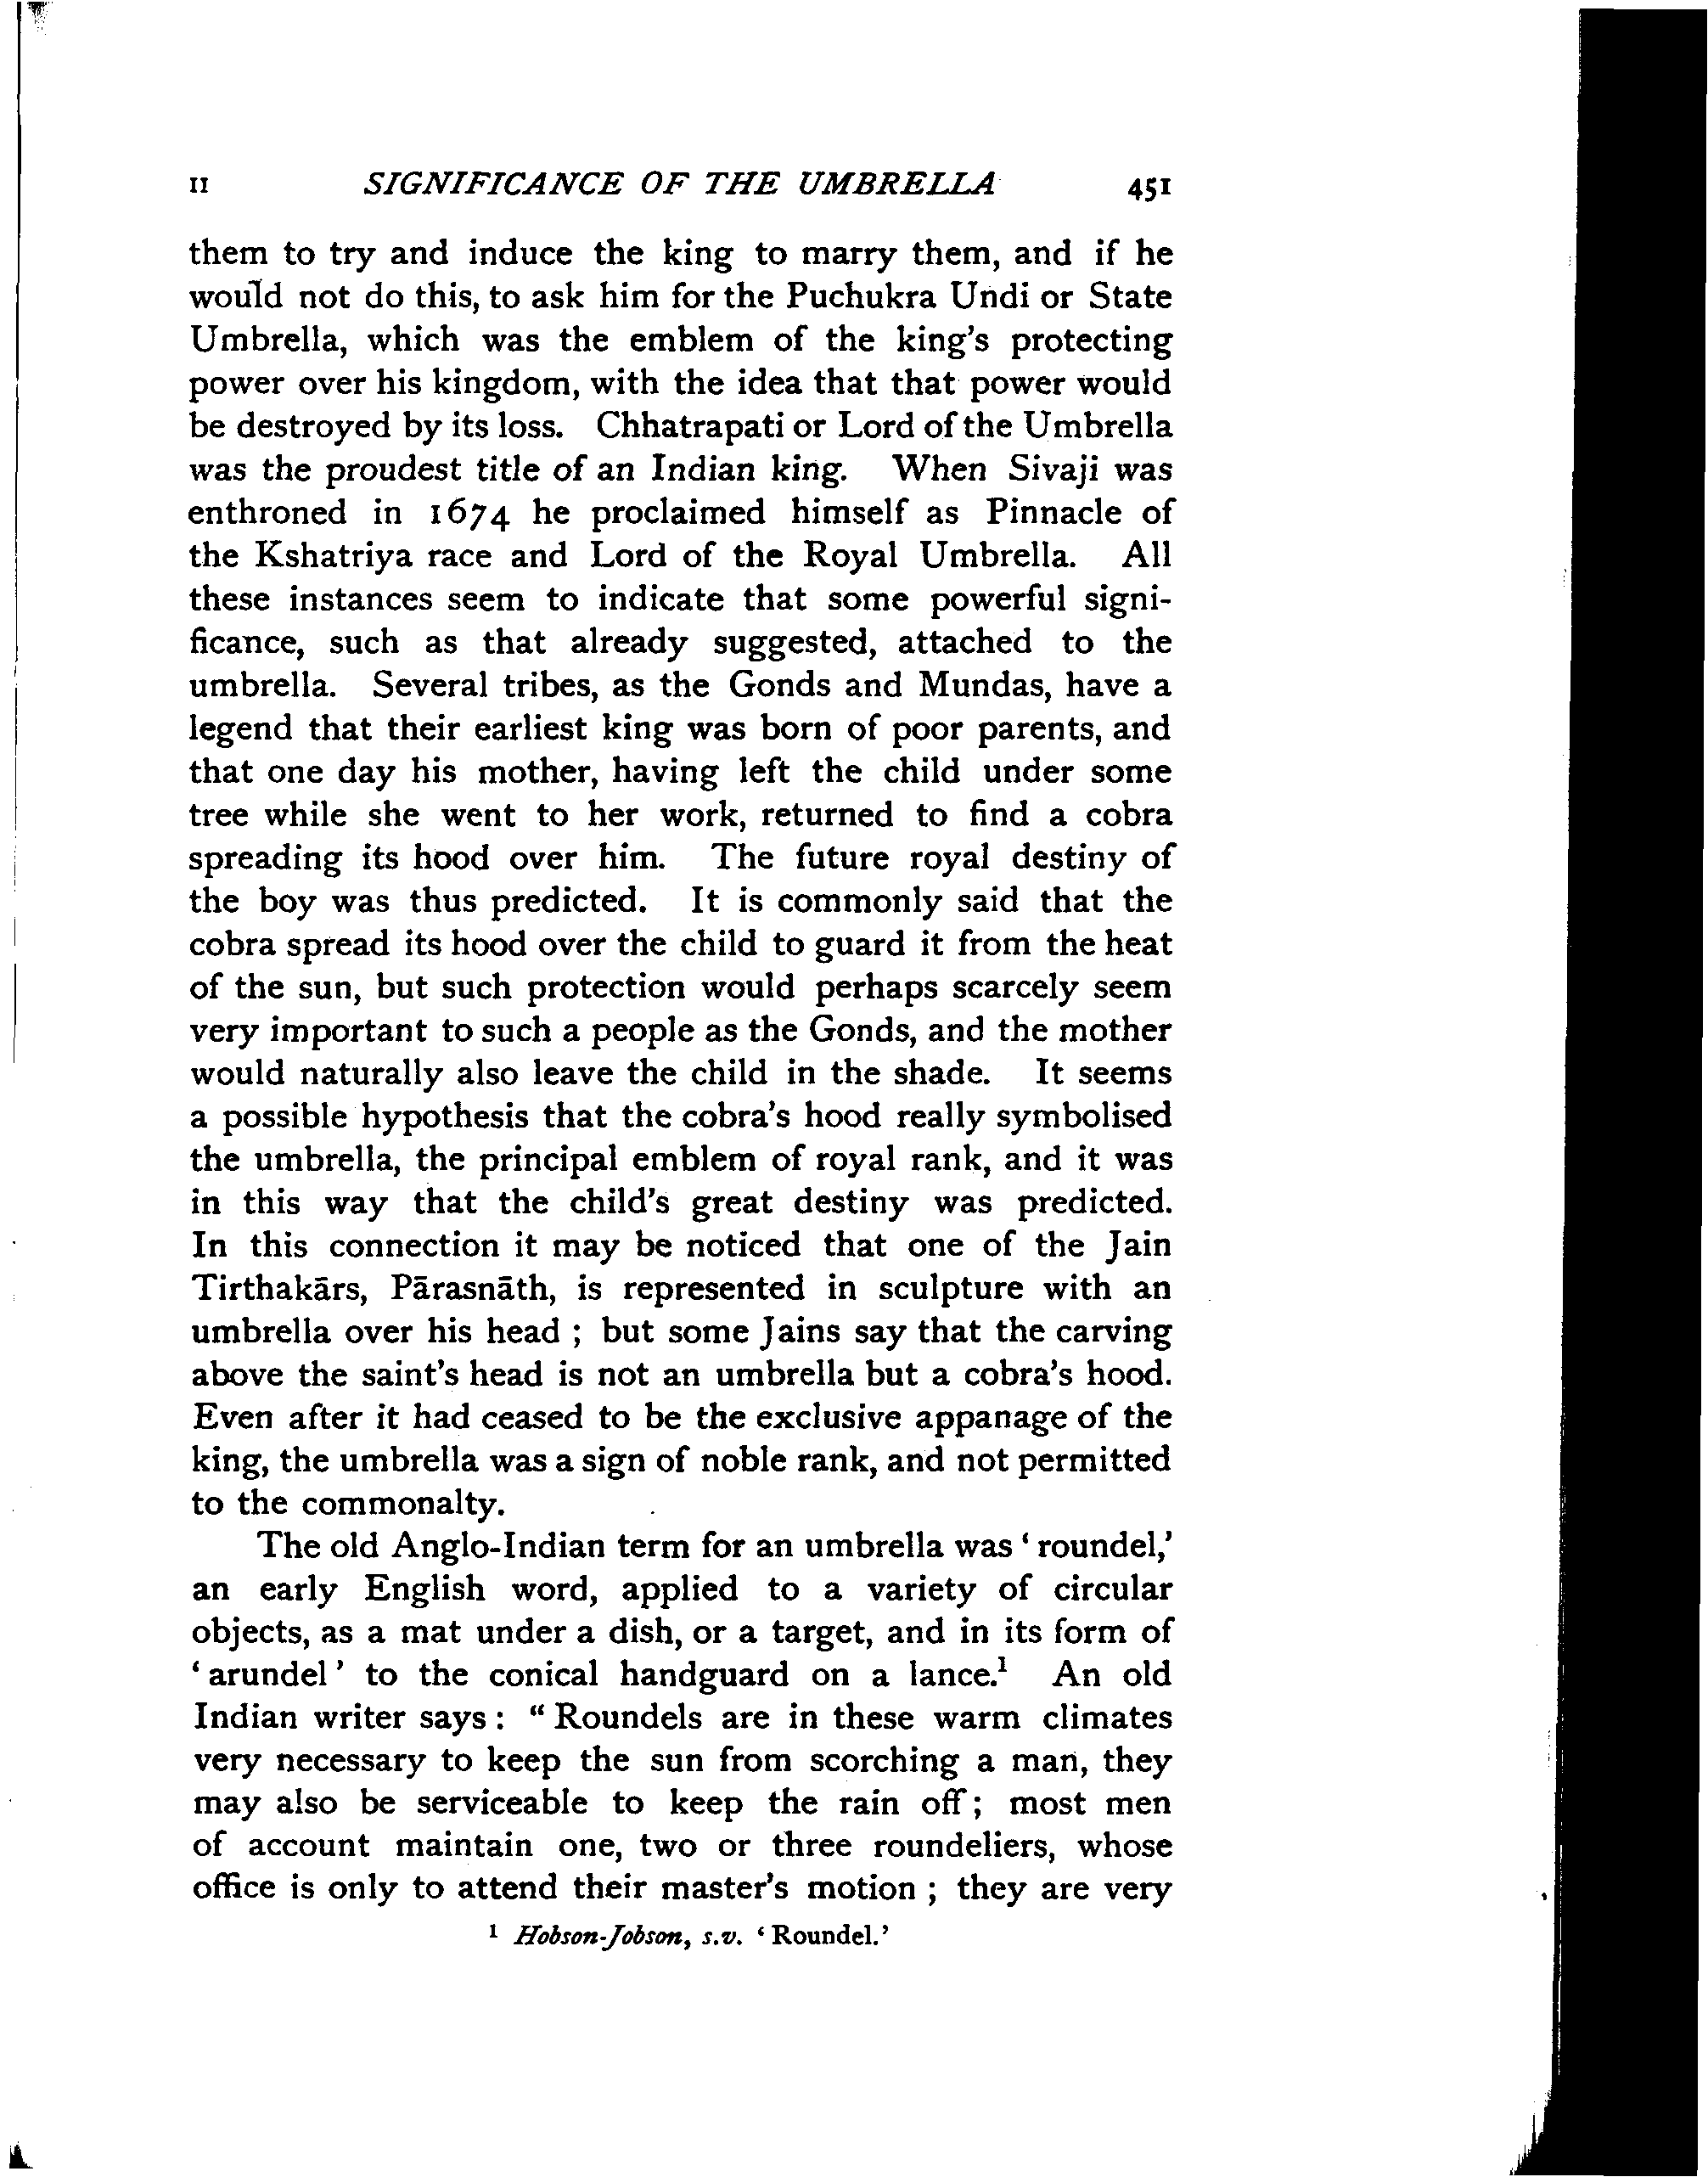 II SIGNIFICANCE OF THE UMBRELLA 451
them to try and induce the king to marry them, and if he
would not do this, to ask him for the Puchukra Undi or State
Umbrella, which was the emblem of the king's protecting
power over his kingdom, with the idea that that power would
be destroyed by its loss. Chhatrapati or Lord of the Umbrella
was the proudest title of an Indian king. When Sivaji was
enthroned in 1674 he proclaimed himself as Pinnacle of
the Kshatriya race and Lord of the Royal Umbrella. All
these instances seem to indicate that some powerful signi-
ficance, such as that already suggested, attached to the
umbrella. Several tribes, as the Gonds and Mundas, have a
legend that their earliest king was born of poor parents, and
that one day his mother, having left the child under some
tree while she went to her work, returned to find a cobra
spreading its hood over him. The future royal destiny of
the boy was thus predicted. It is commonly said that the
cobra spread its hood over the child to guard it from the heat
of the sun, but such protection would perhaps scarcely seem
very important to such a people as the Gonds, and the mother
would naturally also leave the child in the shade. It seems
a possible hypothesis that the cobra's hood really symbolised
the umbrella, the principal emblem of royal rank, and it was
in this way that the child's great destiny was predicted.
In this connection it may be noticed that one of the Jain
Tirthakārs, Pārasnāth, is represented in sculpture with an
umbrella over his head ; but some Jains say that the carving
above the saint's head is not an umbrella but a cobra's hood.
Even after it had ceased to be the exclusive appanage of the
king, the umbrella was a sign of noble rank, and not permitted
to the commonalty.
The old Anglo-Indian term for an umbrella was ‘ roundel,’
an early English word, applied to a variety of circular
objects, as a mat under a dish, or a target, and in its form of
‘ arundel ’ to the conical handguard on a lance.¹ An old
Indian writer says : “ Roundels are in these warm climates
very necessary to keep the sun from scorching a man, they
may also be serviceable to keep the rain off ; most men
of account maintain one, two or three roundeliers, whose
office is only to attend their master's motion ; they are very
¹ Hobson-Jobson, s.v. ‘ Roundel.’